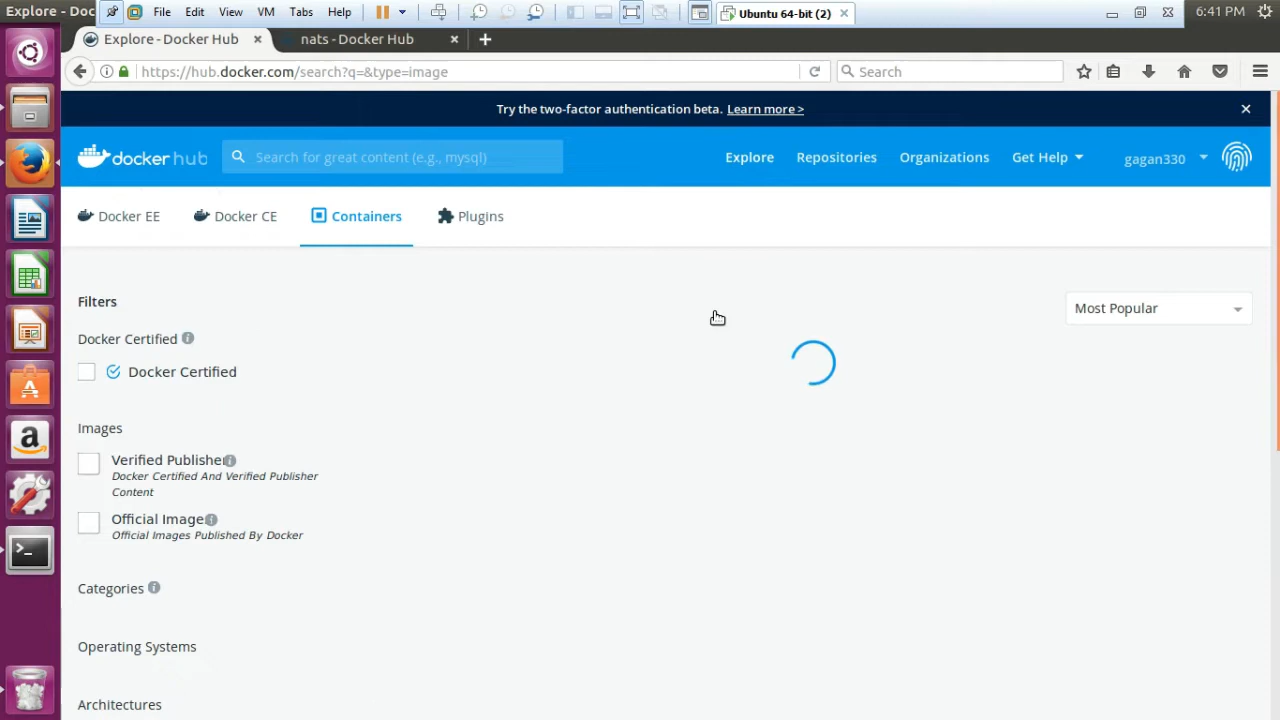 Explore - Doc File Edit View VM Tabs Help Ubuntu 64-bit (2) 6:41 PM
Explore - Docker Hub nats - Docker Hub
https://hub.docker.com/search?q=&type=image Search
Try the two-factor authentication beta. Learn more >
docker hub Search for great content (e.g., mysql) Explore Repositories Organizations Get Help gagan330
Docker EE Docker CE Containers Plugins
Filters
Most Popular
Docker Certified
Docker Certified
Images
Verified Publisher
Docker Certified And Verified Publisher
Content
Official Image
Official Images Published By Docker
Categories
Operating Systems
Architectures